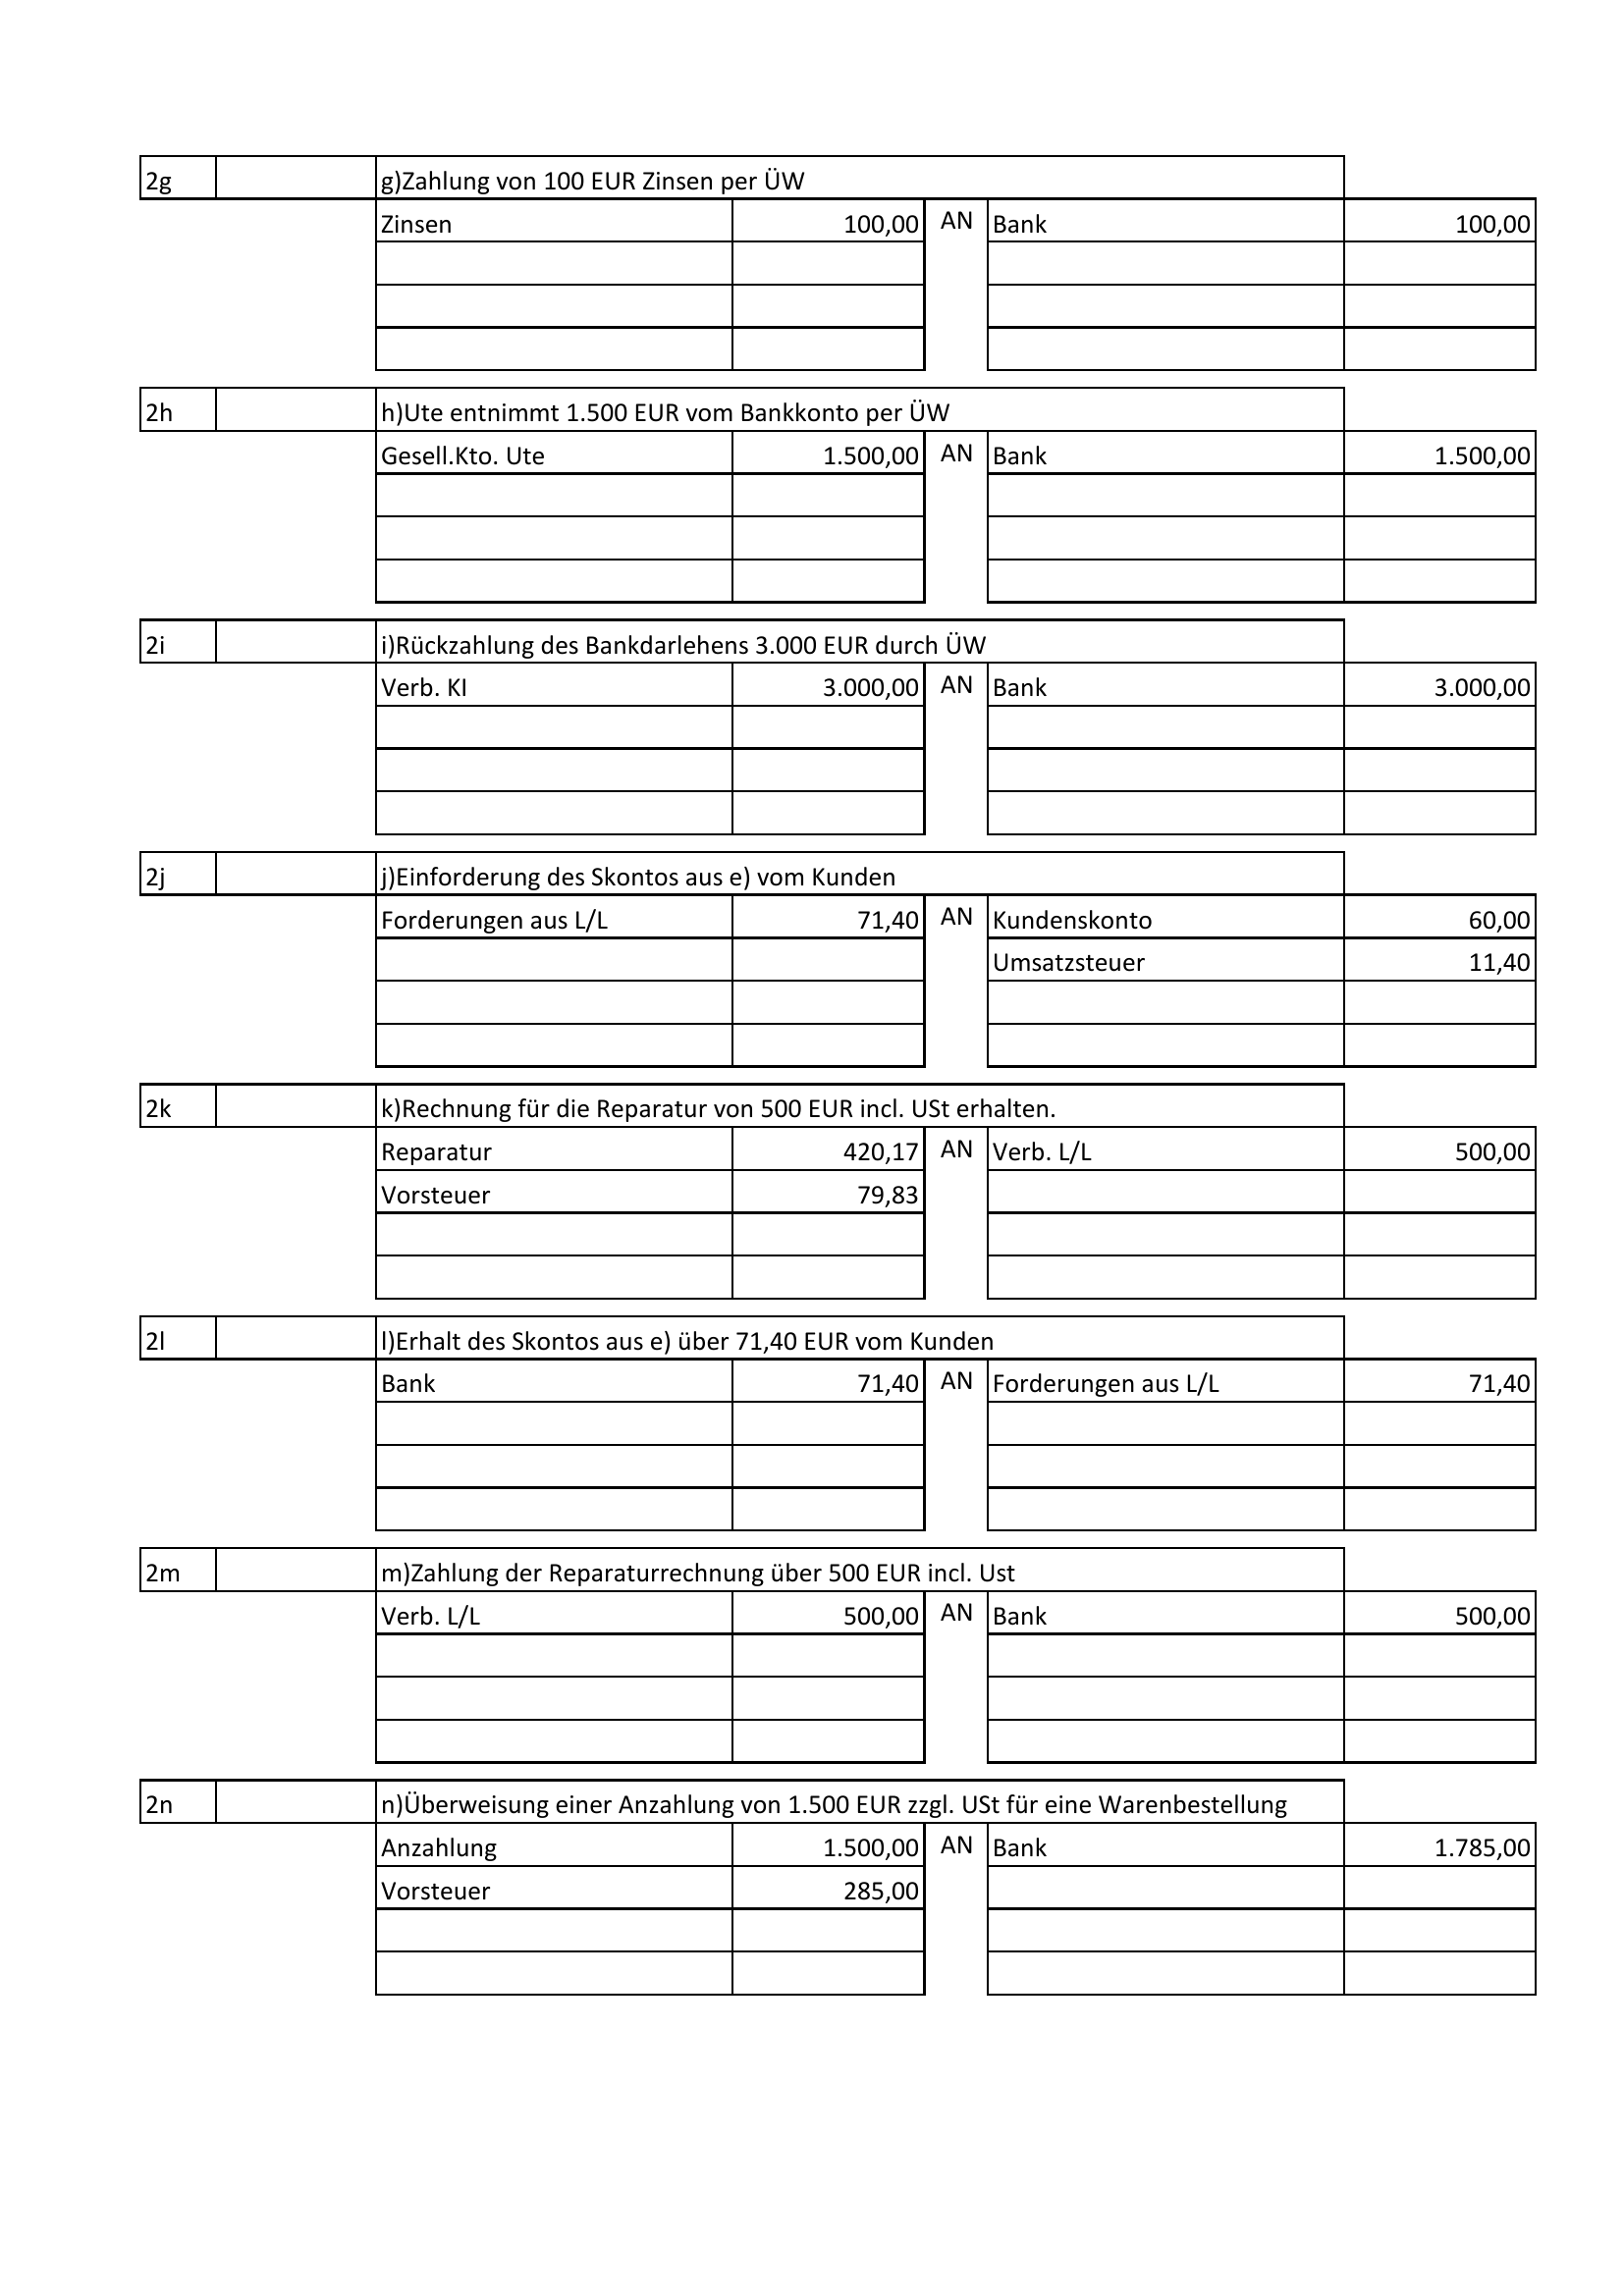 2g g)Zahlung von 100 EUR Zinsen per ÜW
Zinsen 100,00 AN Bank 100,00
2h h)Ute entnimmt 1.500 EUR vom Bankkonto per ÜW
Gesell.Kto. Ute 1.500,00 AN Bank 1.500,00
2i i)Rückzahlung des Bankdarlehens 3.000 EUR durch ÜW
Verb. KI 3.000,00 AN Bank 3.000,00
2j j)Einforderung des Skontos aus e) vom Kunden
Forderungen aus L/L 71,40 AN Kundenskonto 60,00
Umsatzsteuer 11,40
2k k)Rechnung für die Reparatur von 500 EUR incl. USt erhalten.
Reparatur 420,17 AN Verb. L/L 500,00
Vorsteuer 79,83
2l l)Erhalt des Skontos aus e) über 71,40 EUR vom Kunden
Bank 71,40 AN Forderungen aus L/L 71,40
2m m)Zahlung der Reparaturrechnung über 500 EUR incl. Ust
Verb. L/L 500,00 AN Bank 500,00
2n n)Überweisung einer Anzahlung von 1.500 EUR zzgl. USt für eine Warenbestellung
Anzahlung 1.500,00 AN Bank 1.785,00
Vorsteuer 285,00